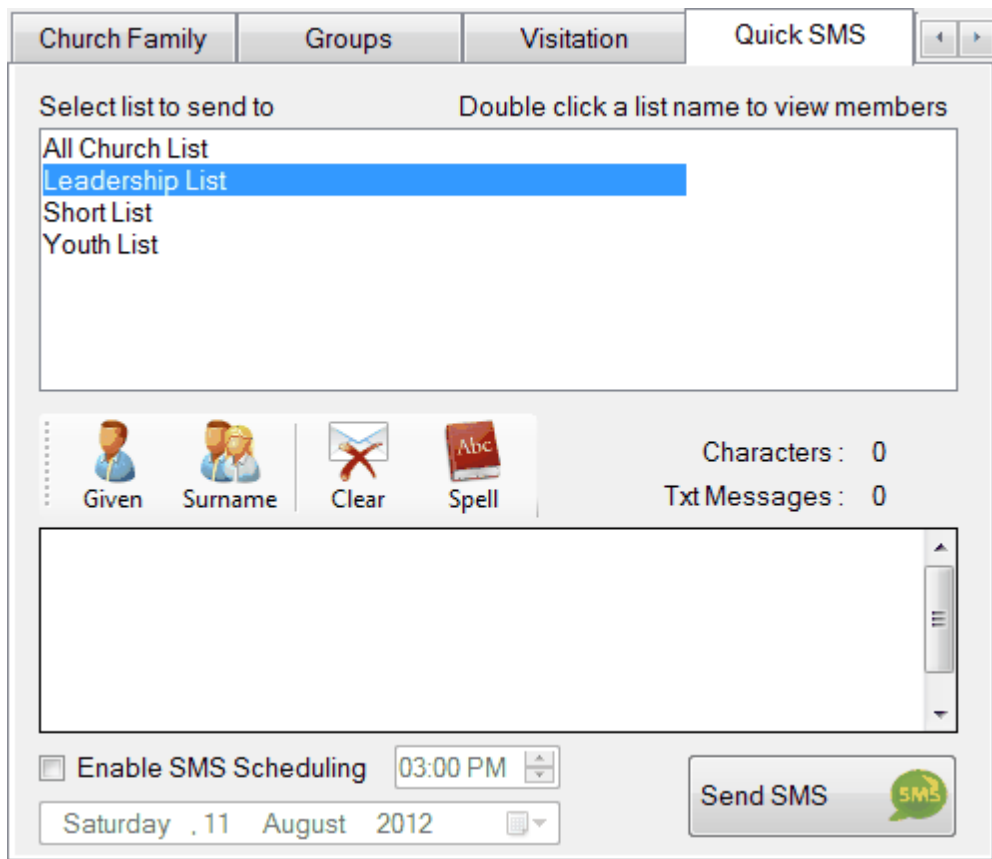 Church Family Groups Visitation Quick SMS
Select list to send to Double click a list name to view members
All Church List
Leadership List
Short List
Youth List
Abc
Given Surname Clear Spell
Characters : 0
Txt Messages : 0
Enable SMS Scheduling 03:00 PM
Send SMS SMS
Saturday , 11 August 2012